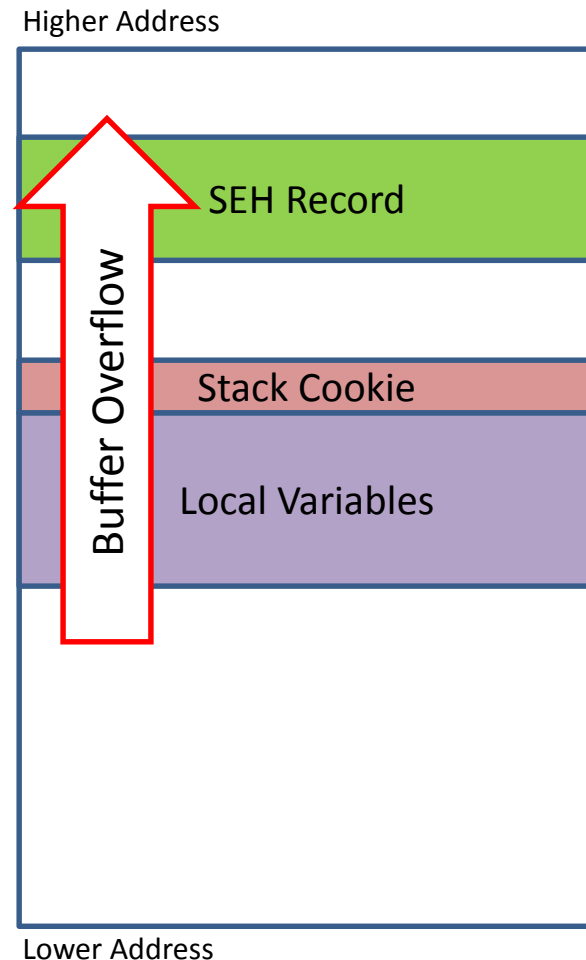 Higher Address
SEH Record
Buffer Overflow
Stack Cookie
Local Variables
Lower Address